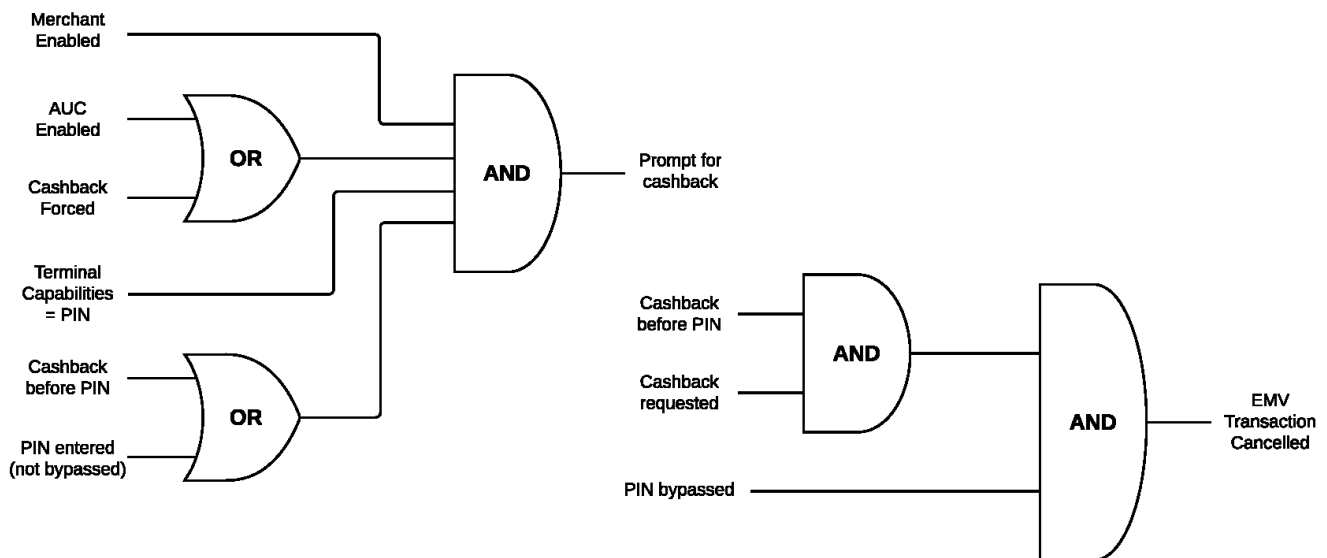 Merchant
Enabled
AUC
Enabled
OR
Cashback
Forced
AND
Prompt for
cashback
Terminal
Capabilities
= PIN
Cashback
before PIN
OR
PIN entered
(not bypassed)
Cashback
before PIN
AND
Cashback
requested
AND
EMV
Transaction
Cancelled
PIN bypassed